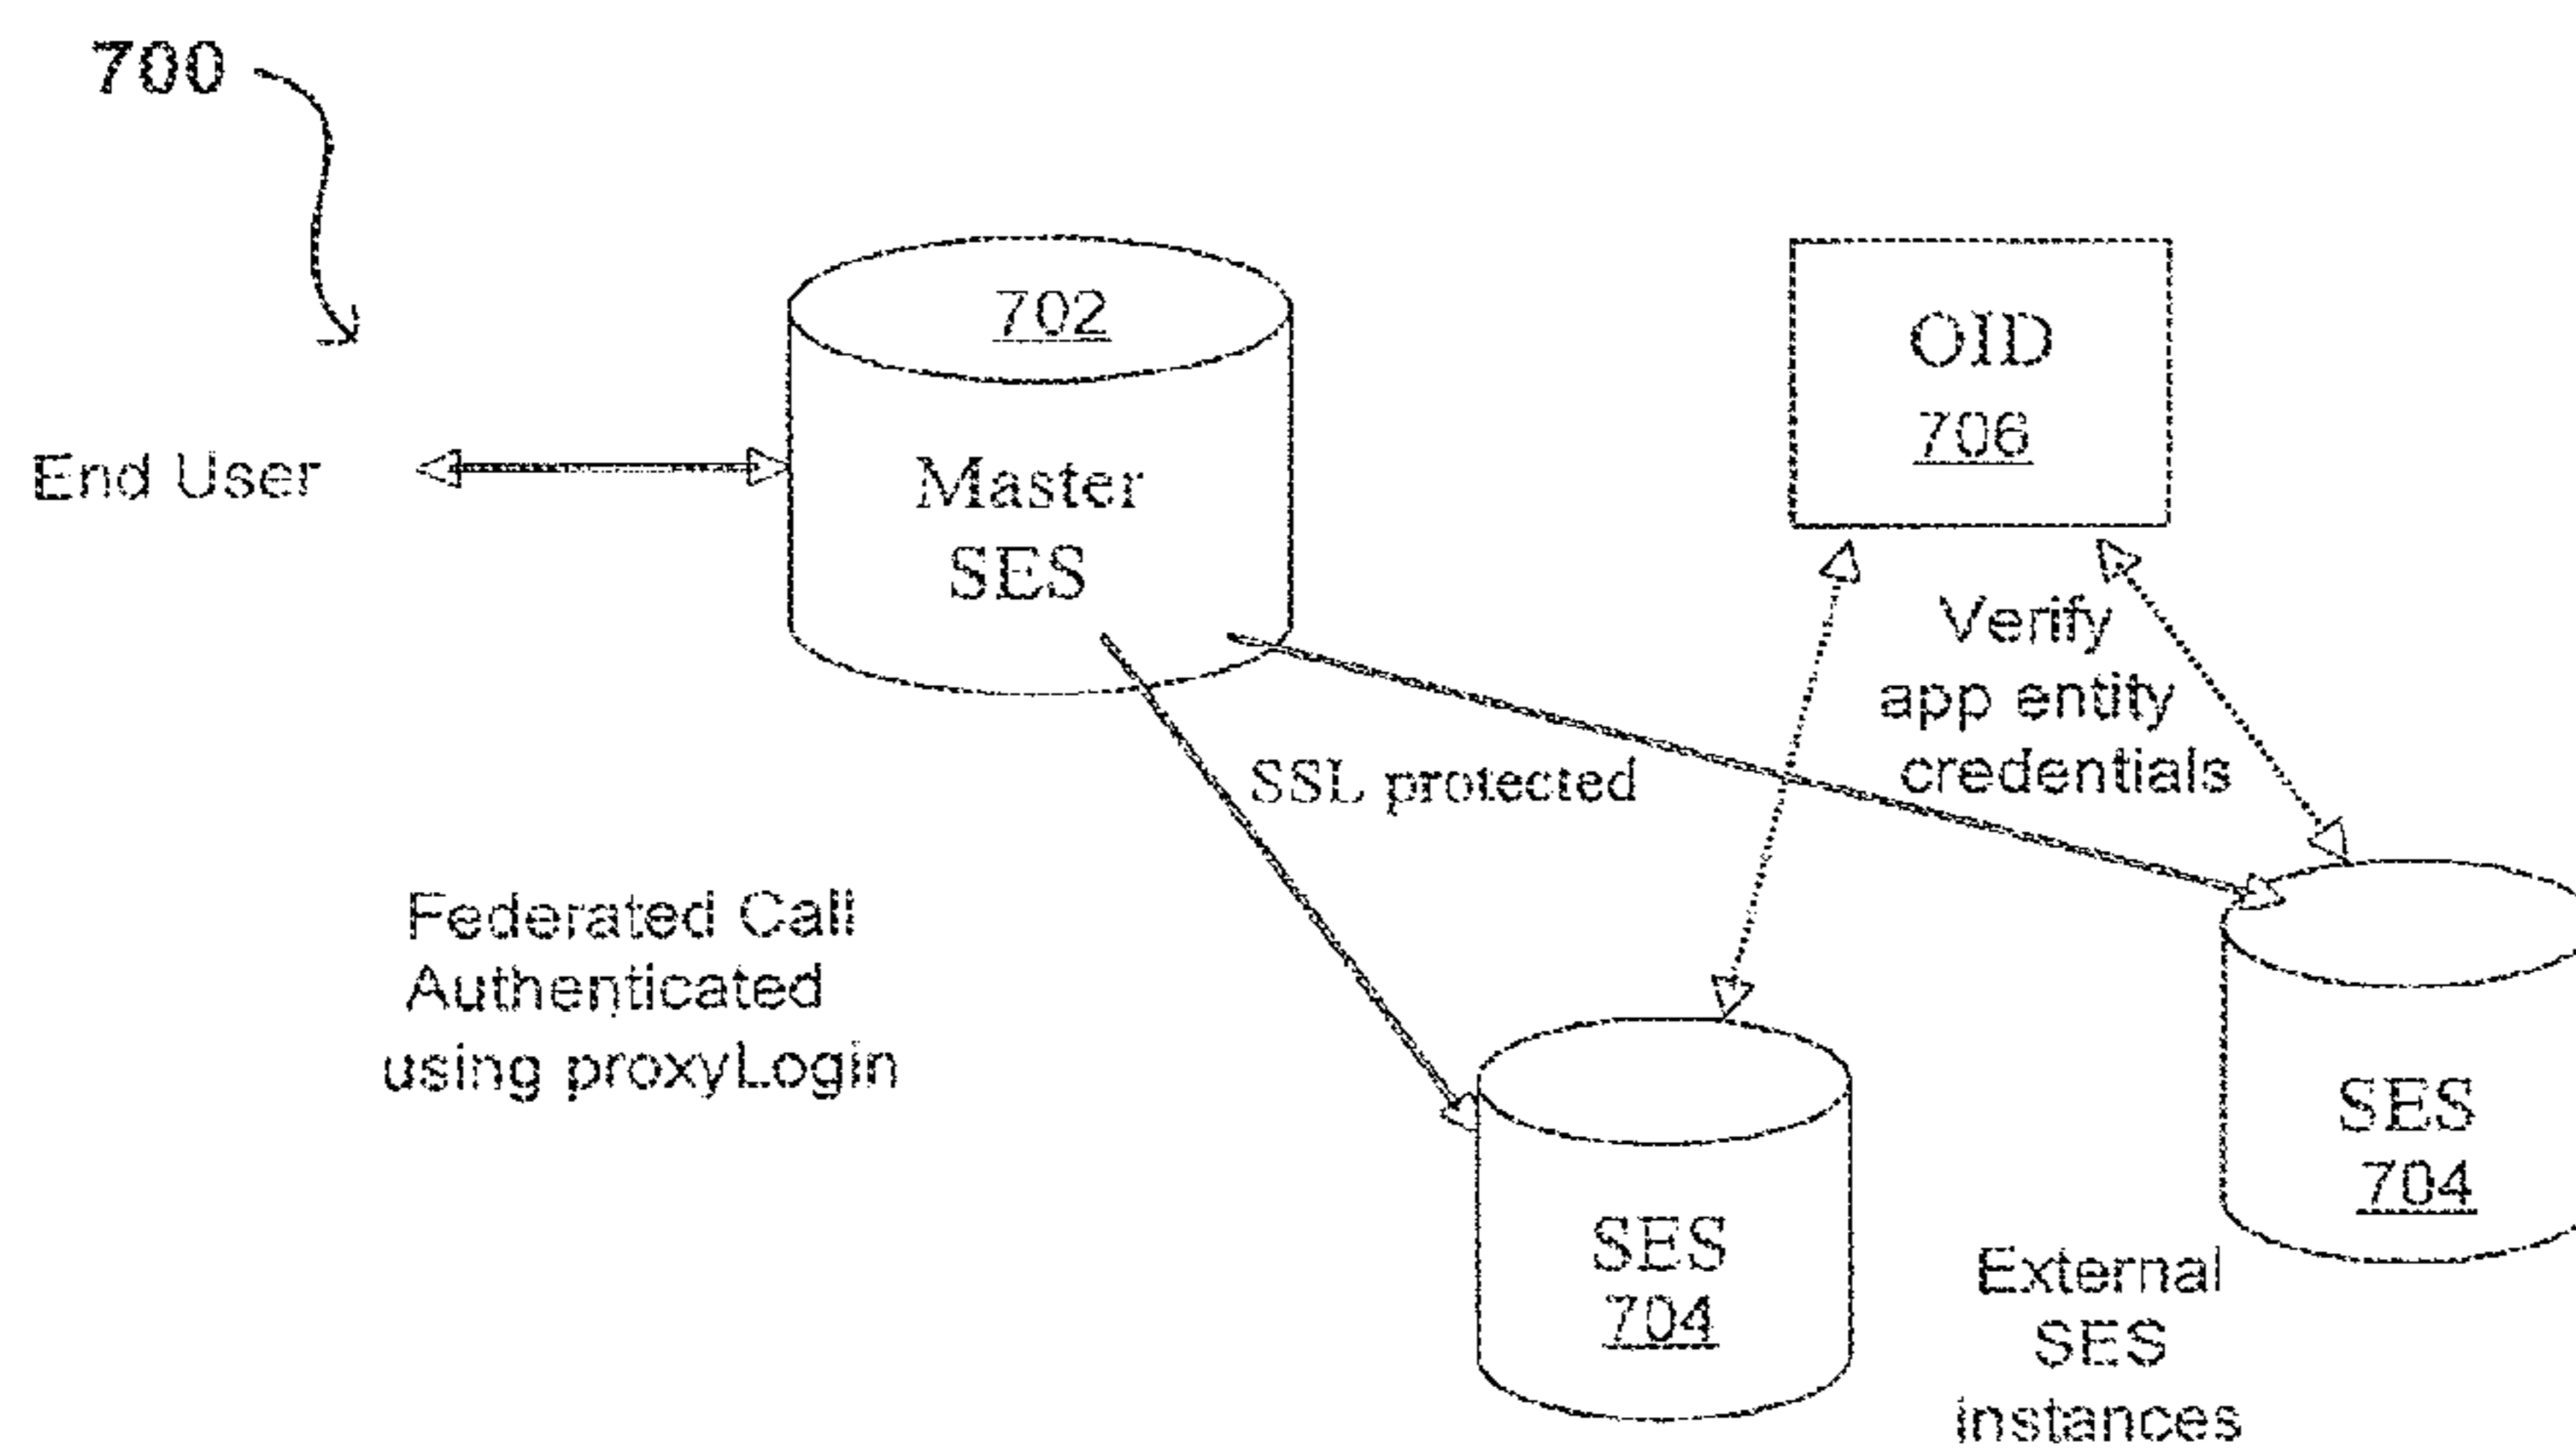 700
702
Master
SES
End User
OID
706
Verify
app entity
credentials
SSL protected
Federated Call
Authenticated
using proxyLogin
SES
704
SES
704
External
SES
instances